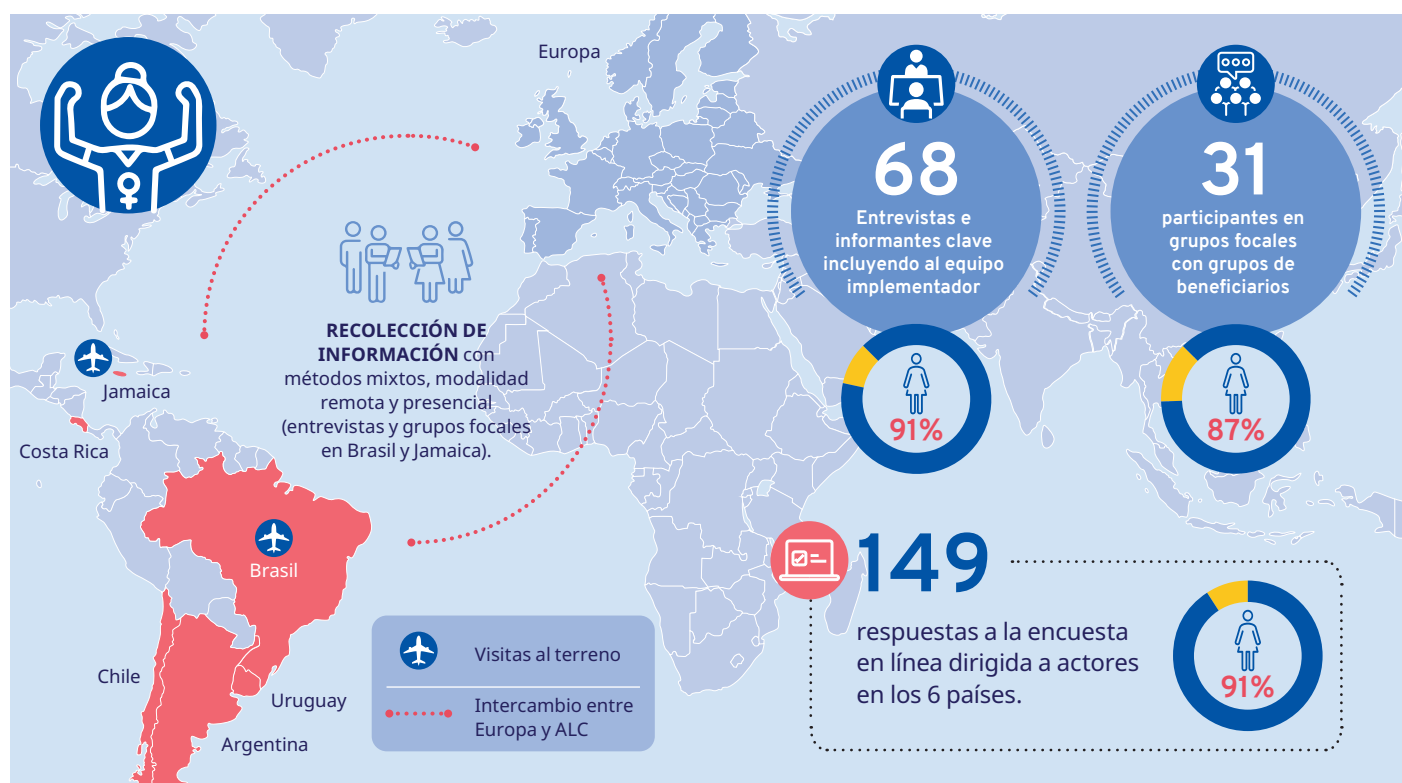 Europa
68
Entrevistas e
informantes clave
incluyendo al equipo
implementador
91%
31
participantes en
grupos focales
con grupos de
beneficiarios
87%
RECOLECCIÓN DE
INFORMACIÓN con
métodos mixtos, modalidad
remota y presencial
(entrevistas y grupos focales
en Brasil y Jamaica).
Jamaica
Costa Rica
Brasil
Chile
Uruguay
Argentina
Visitas al terreno
Intercambio entre
Europa y ALC
149
respuestas a la encuesta
en línea dirigida a actores
en los 6 países.
91%